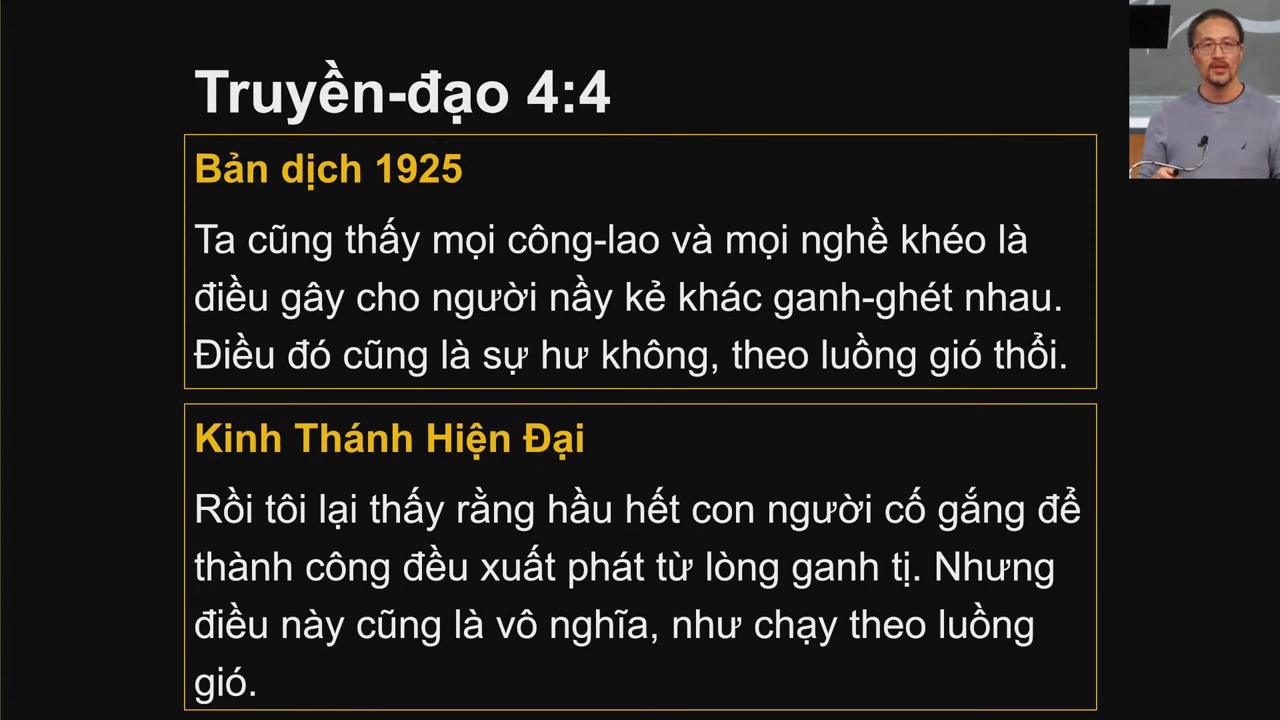 Truyền-đạo 4:4
Bản dịch 1925
Ta cũng thấy mọi công-lao và mọi nghề khéo là
điều gây cho người nầy kẻ khác ganh-ghét nhau.
Điều đó cũng là sự hư không, theo luồng gió thổi.
Kinh Thánh Hiện Đại
Rồi tôi lại thấy rằng hầu hết con người cố gắng để
thành công đều xuất phát từ lòng ganh tị. Nhưng
điều này cũng là vô nghĩa, như chạy theo luồng
gió.